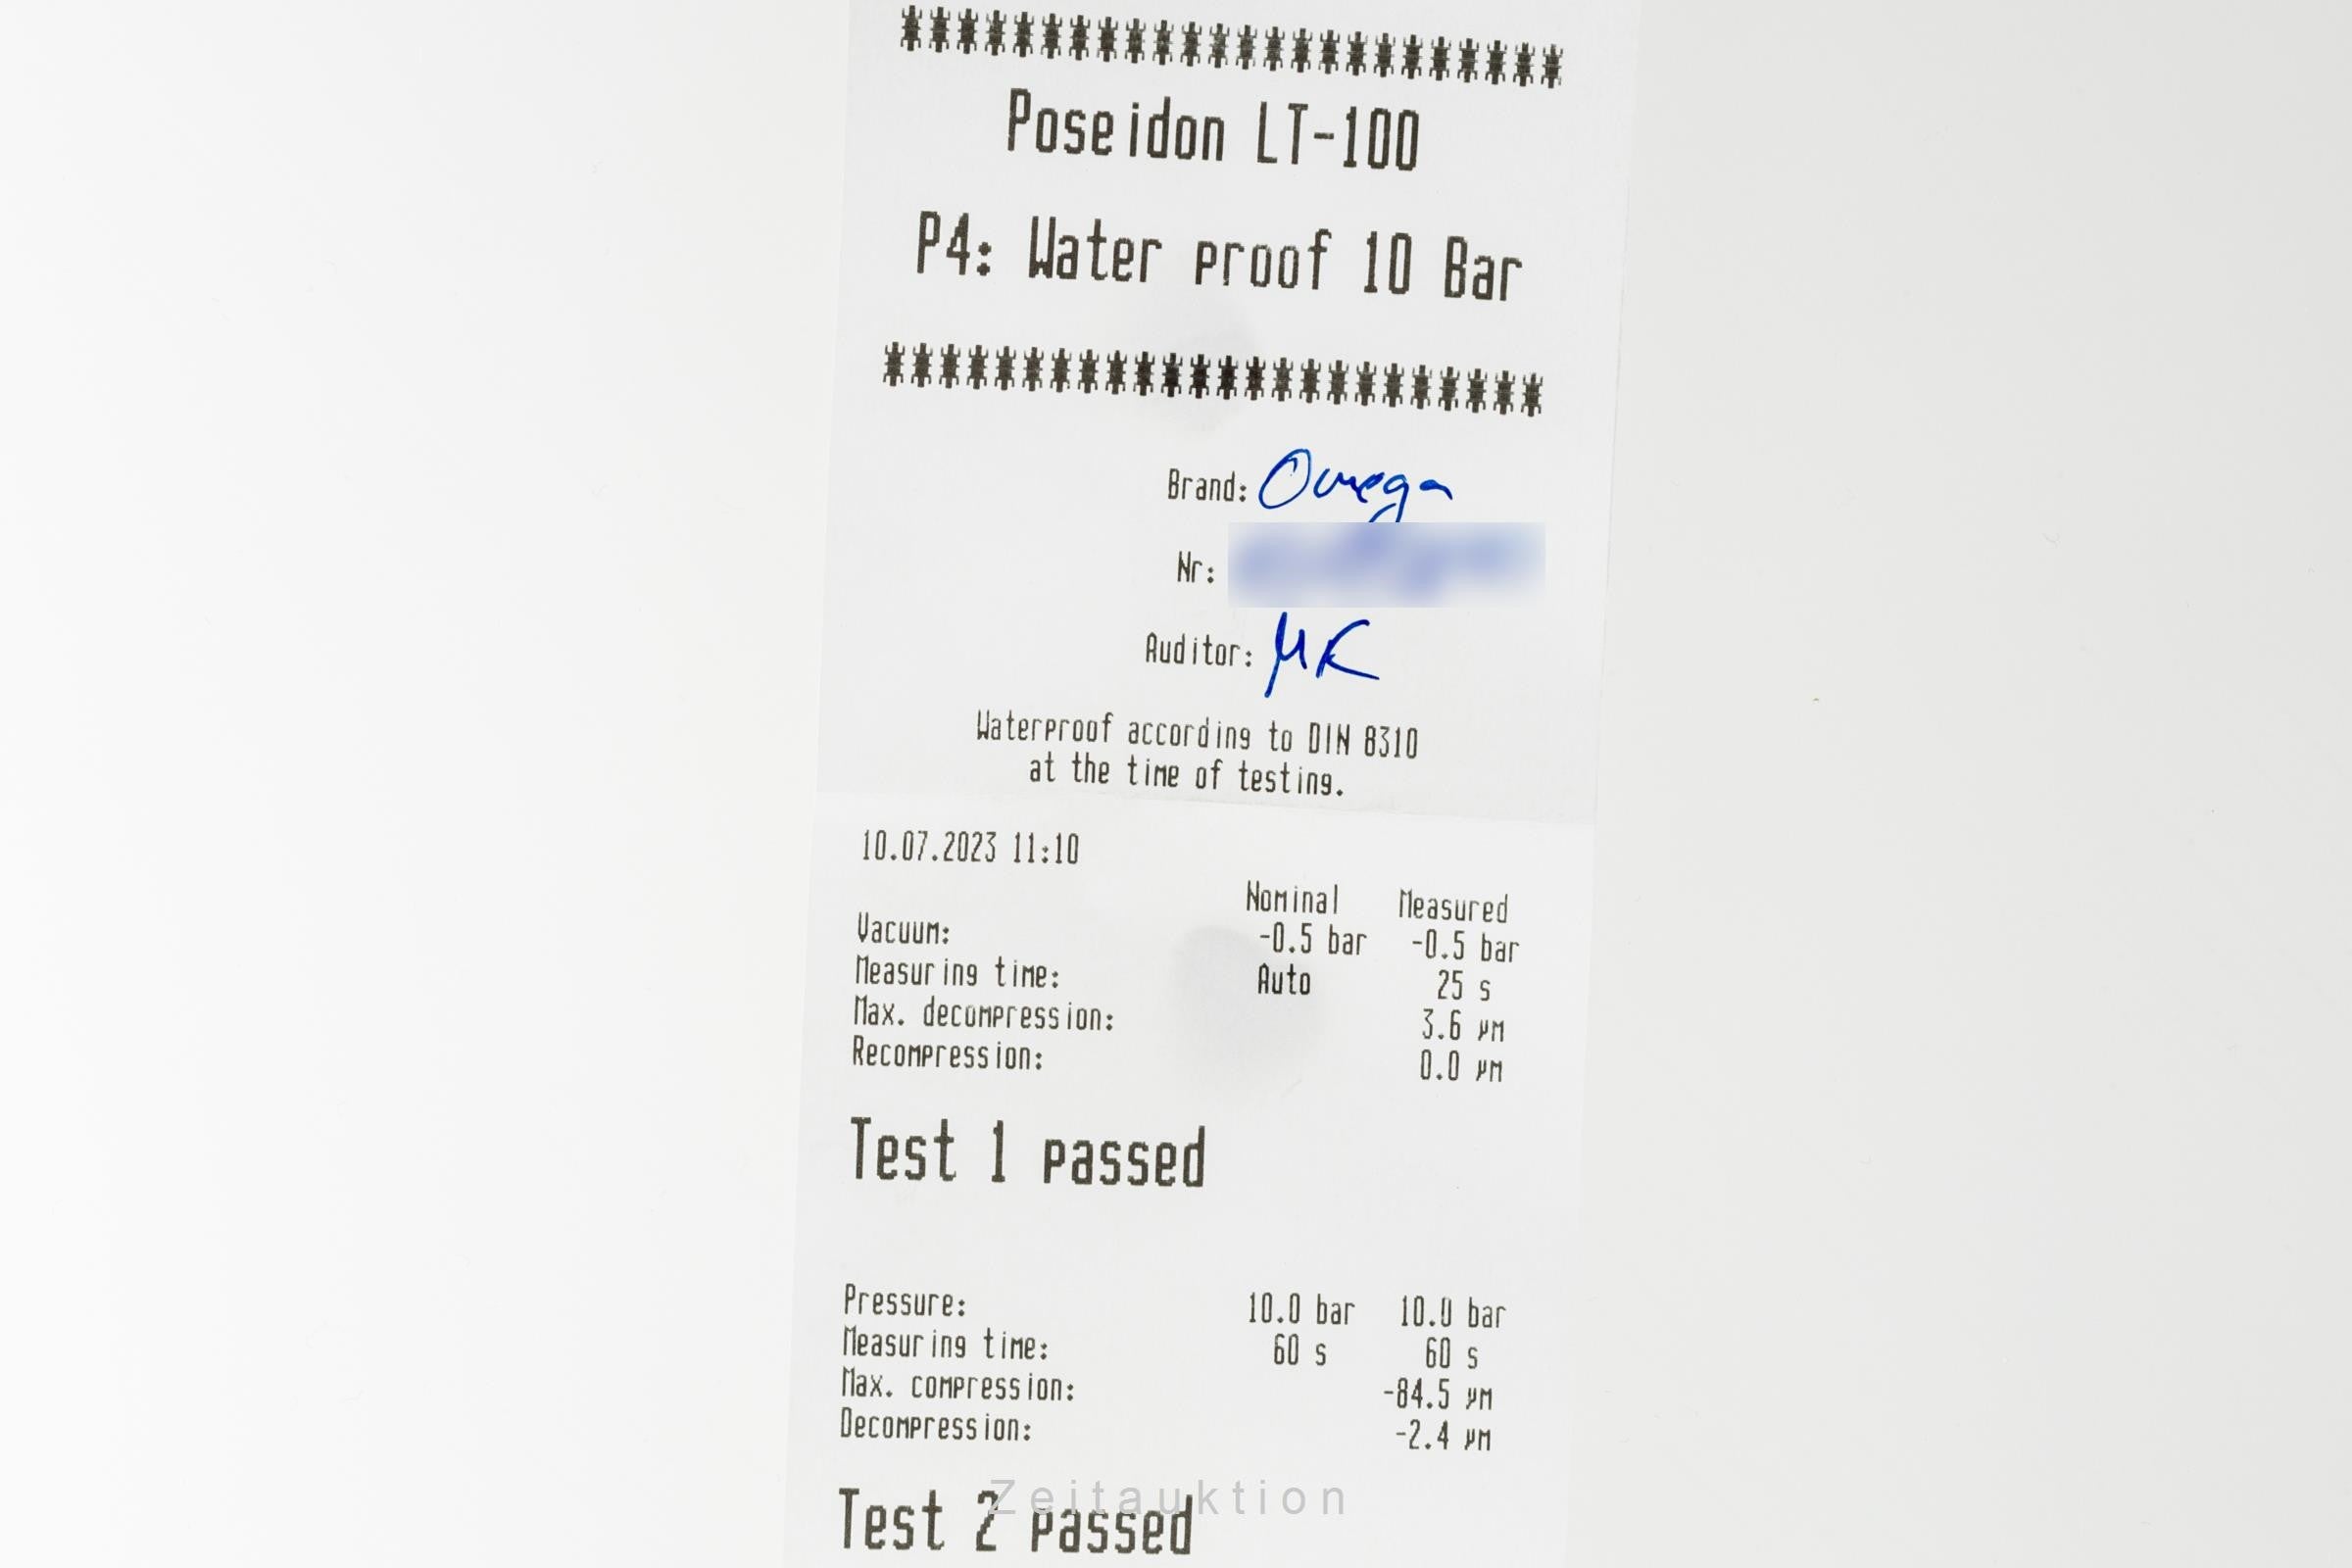 ************************
Poseidon LT-100
P4: Water proof 10 Bar
************************
Brand: Omega
Nr:
Auditor: MK
Waterproof according to DIN 8310
at the time of testing.
10.07.2023 11:10
Nominal Measured
Vacuum: -0.5 bar -0.5 bar
Measuring time: Auto 25 s
Max. decompression: 3.6 µm
Recompression: 0.0 µm
Test 1 passed
Pressure: 10.0 bar 10.0 bar
Measuring time: 60 s 60 s
Max. compression: -84.5 µm
Decompression: -2.4 µm
Test 2 passed
Zeitauktion